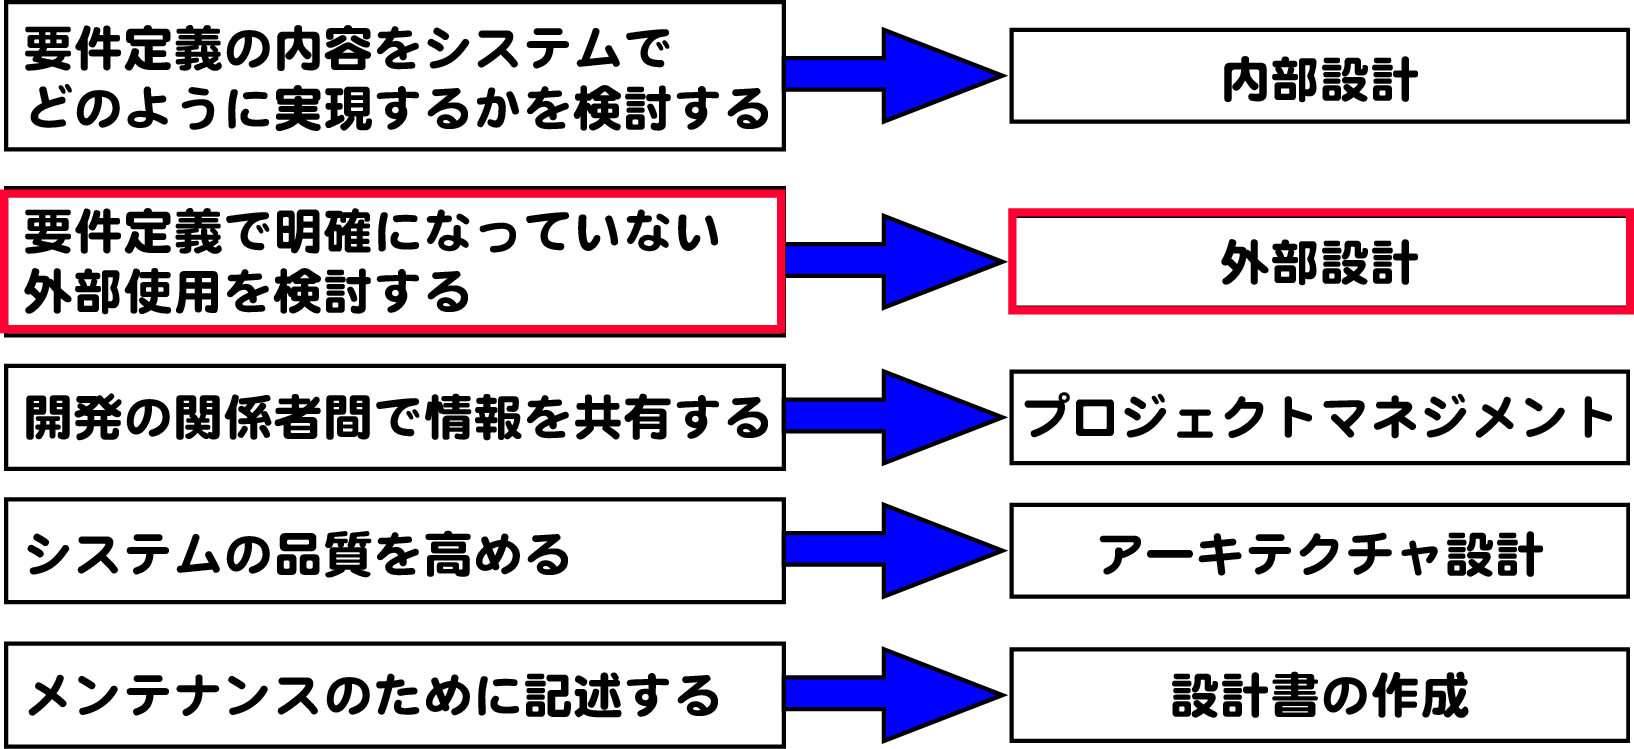 要件定義の内容をシステムで
どのように実現するかを検討する
内部設計
要件定義で明確になっていない
外部使用を検討する
外部設計
開発の関係者間で情報を共有する
プロジェクトマネジメント
システムの品質を高める
アーキテクチャ設計
メンテナンスのために記述する
設計書の作成